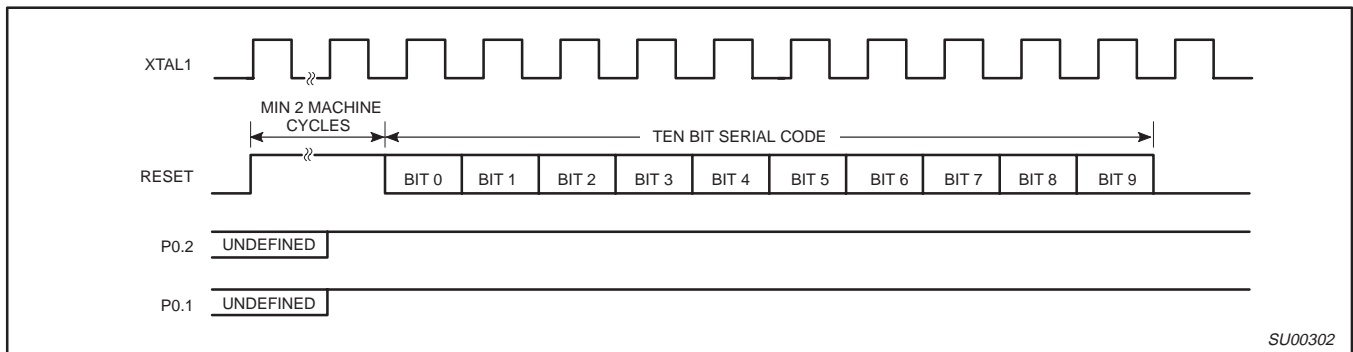 XTAL1
MIN 2 MACHINE
CYCLES
TEN BIT SERIAL CODE
RESET
BIT 0 BIT 1 BIT 2 BIT 3 BIT 4 BIT 5 BIT 6 BIT 7 BIT 8 BIT 9
P0.2 UNDEFINED
P0.1 UNDEFINED
SU00302